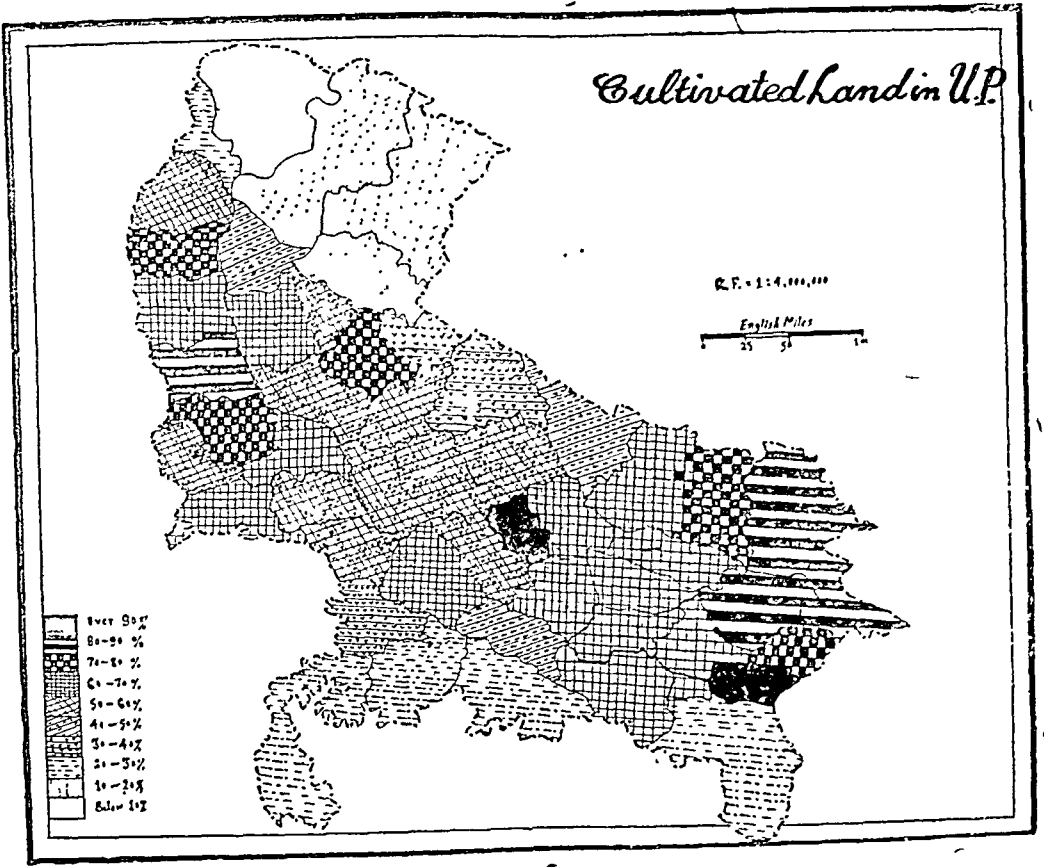 Cultivated Land in U.P.
R.F. = 1:4,000,000
English Miles
0 25 50 100
Over 90%
80-90 %
70-80 %
60-70 %
50-60%
40-50%
30-40%
20-30%
10-20%
Below 10%